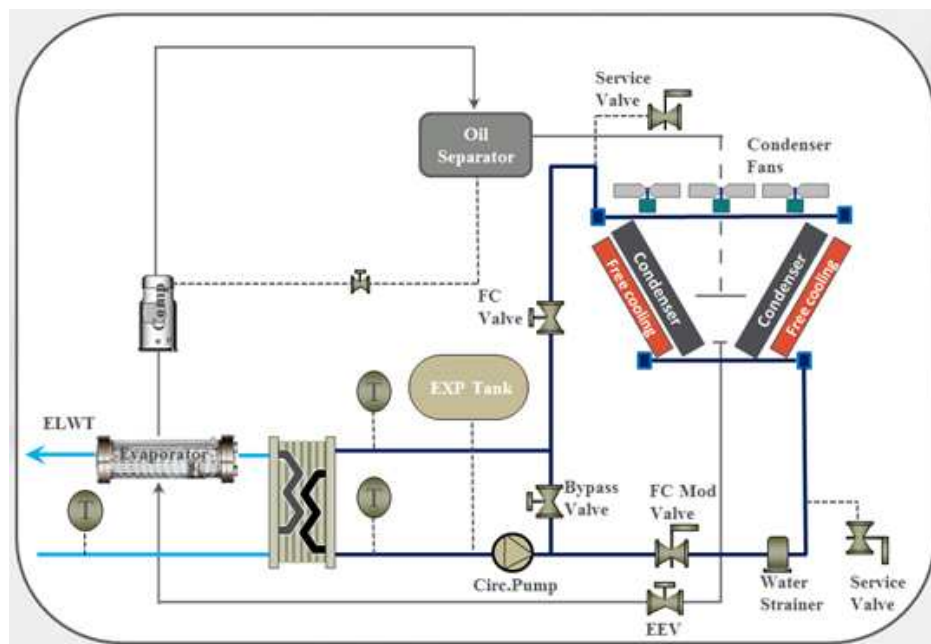 Service
Valve
Oil
Separator
Condenser
Fans
Condenser
Free cooling
Condenser
Free cooling
Comp
FC
Valve
T
EXP Tank
ELWT
Evaporator
T
T
Bypass
Valve
FC Mod
Valve
Circ.Pump
Water
Strainer
Service
Valve
EEV